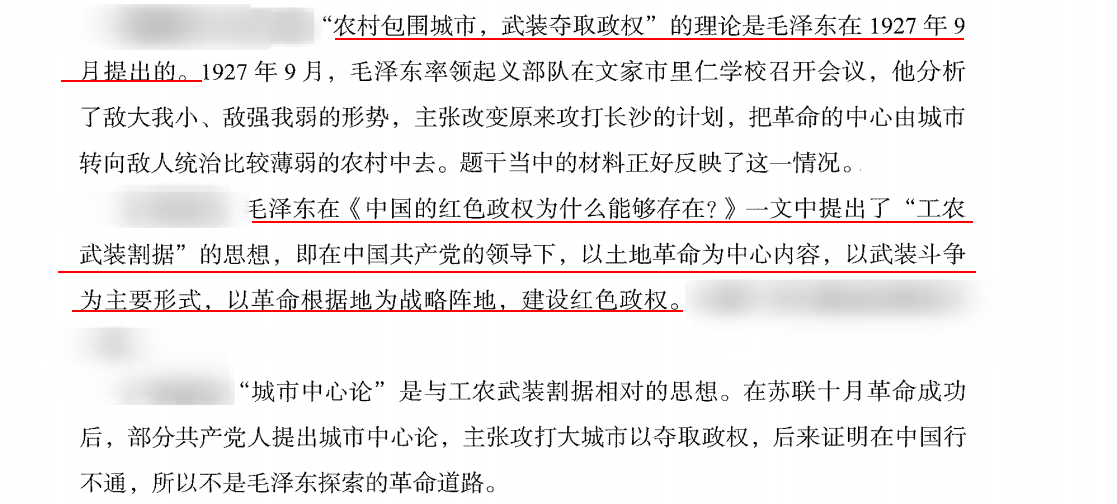 “农村包围城市，武装夺取政权”的理论是毛泽东在 1927 年 9
月提出的。1927 年 9 月，毛泽东率领起义部队在文家市里仁学校召开会议，他分析
了敌大我小、敌强我弱的形势，主张改变原来攻打长沙的计划，把革命的中心由城市
转向敌人统治比较薄弱的农村中去。题干当中的材料正好反映了这一情况。
毛泽东在《中国的红色政权为什么能够存在？》一文中提出了“工农
武装割据”的思想，即在中国共产党的领导下，以土地革命为中心内容，以武装斗争
为主要形式，以革命根据地为战略阵地，建设红色政权。
“城市中心论”是与工农武装割据相对的思想。在苏联十月革命成功
后，部分共产党人提出城市中心论，主张攻打大城市以夺取政权，后来证明在中国行
不通，所以不是毛泽东探索的革命道路。